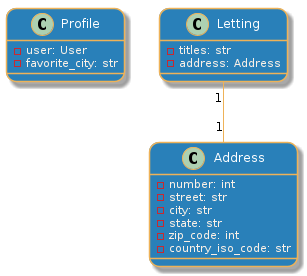 C Profile
user: User
favorite_city: str
C Letting
titles: str
address: Address
1
1
C Address
number: int
street: str
city: str
state: str
zip_code: int
country_iso_code: str